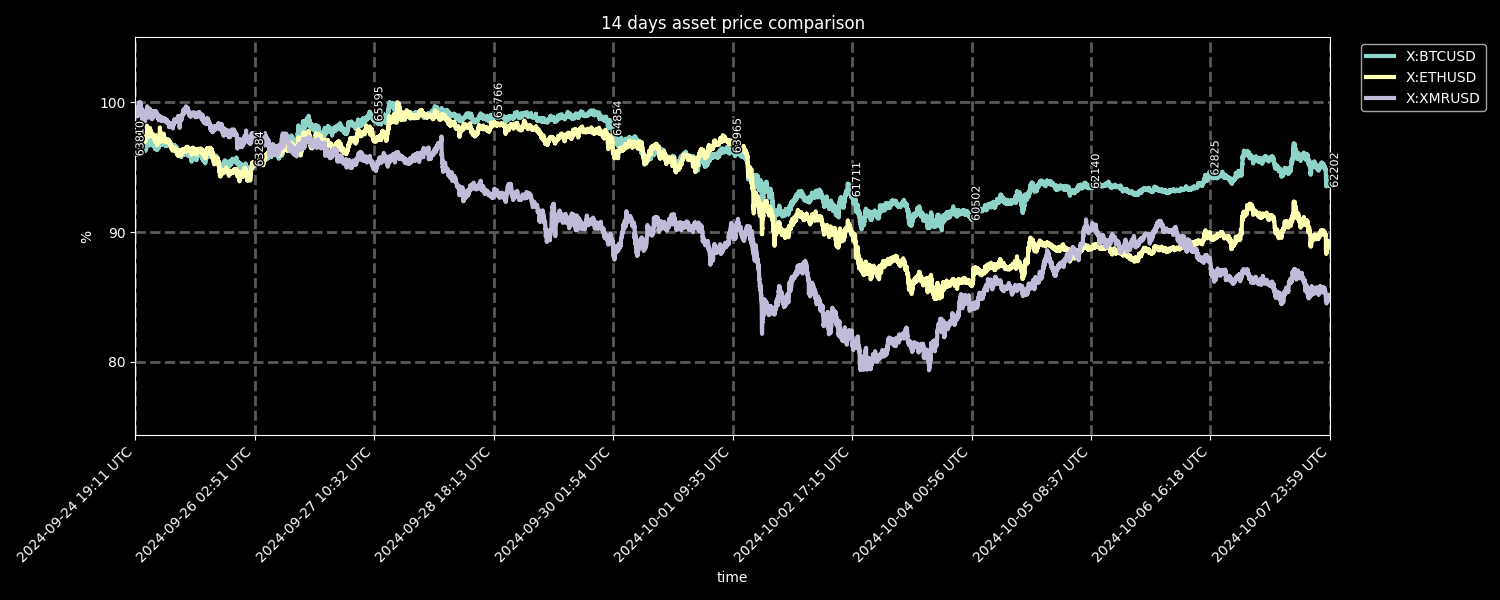 14 days asset price comparison
X:BTCUSD
X:ETHUSD
X:XMRUSD
100
90
80
%
63810
63284
65595
65766
64854
63965
61711
60502
62140
62825
62202
2024-09-24 19:11 UTC
2024-09-26 02:51 UTC
2024-09-27 10:32 UTC
2024-09-28 18:13 UTC
2024-09-30 01:54 UTC
2024-10-01 09:35 UTC
2024-10-02 17:15 UTC
2024-10-04 00:56 UTC
2024-10-05 08:37 UTC
2024-10-06 16:18 UTC
2024-10-07 23:59 UTC
time